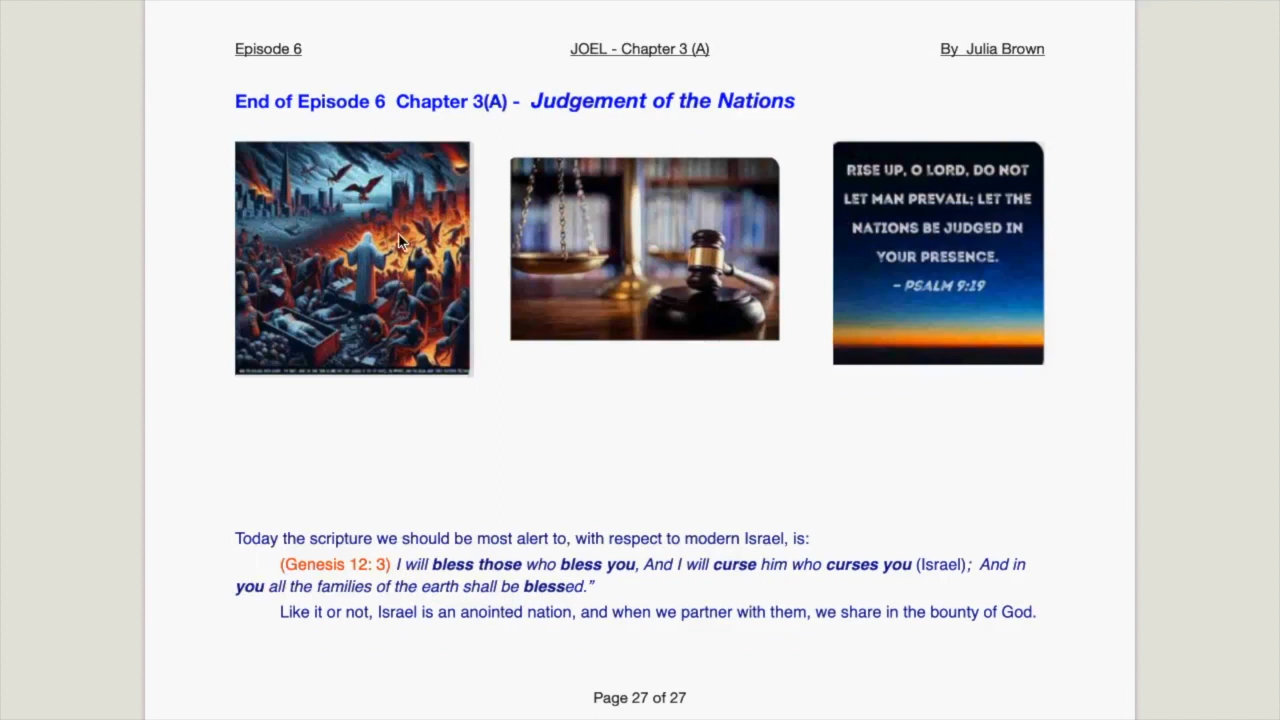 Episode 6 JOEL - Chapter 3 (A) By Julia Brown
End of Episode 6 Chapter 3(A) - Judgement of the Nations
RISE UP, O LORD, DO NOT
LET MAN PREVAIL; LET THE
NATIONS BE JUDGED IN
YOUR PRESENCE.
– PSALM 9:19
Today the scripture we should be most alert to, with respect to modern Israel, is:
(Genesis 12: 3) I will bless those who bless you, And I will curse him who curses you (Israel); And in
you all the families of the earth shall be blessed.”
Like it or not, Israel is an anointed nation, and when we partner with them, we share in the bounty of God.
Page 27 of 27